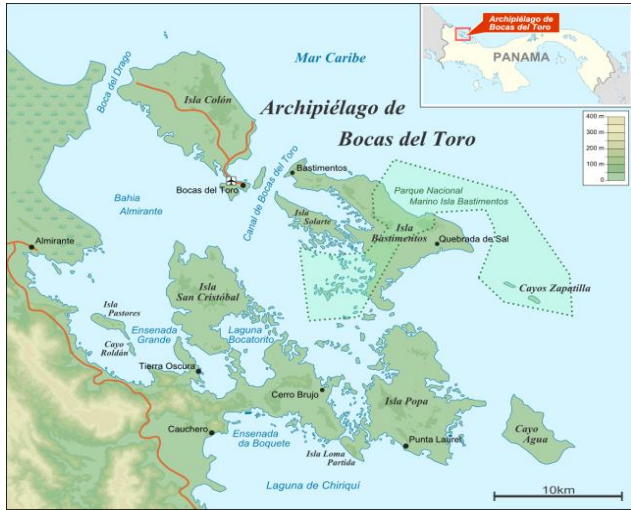 Archipiélago de
Bocas del Toro
PANAMA
Mar Caribe
Boca del Drago
Isla Colón
Archipiélago de
Bocas del Toro
400 m
300
200
100
0 m
Bastimentos
Bocas del Toro
Canal de Bocas del Toro
Parque Nacional
Marino Isla Bastimentos
Bahia
Almirante
Isla
Solarte
Isla
Bastimentos
Quebrada de Sal
Almirante
Isla
San Cristóbal
Cayos Zapatilla
Isla
Pastores
Ensenada
Grande
Laguna
Bocatorito
Cayo
Roldán
Tierra Oscura
Cerro Brujo
Isla Popa
Cauchero
Ensenada
da Boquete
Cayo
Agua
Punta Laurel
Isla Loma
Partida
Laguna de Chiriquí
10km